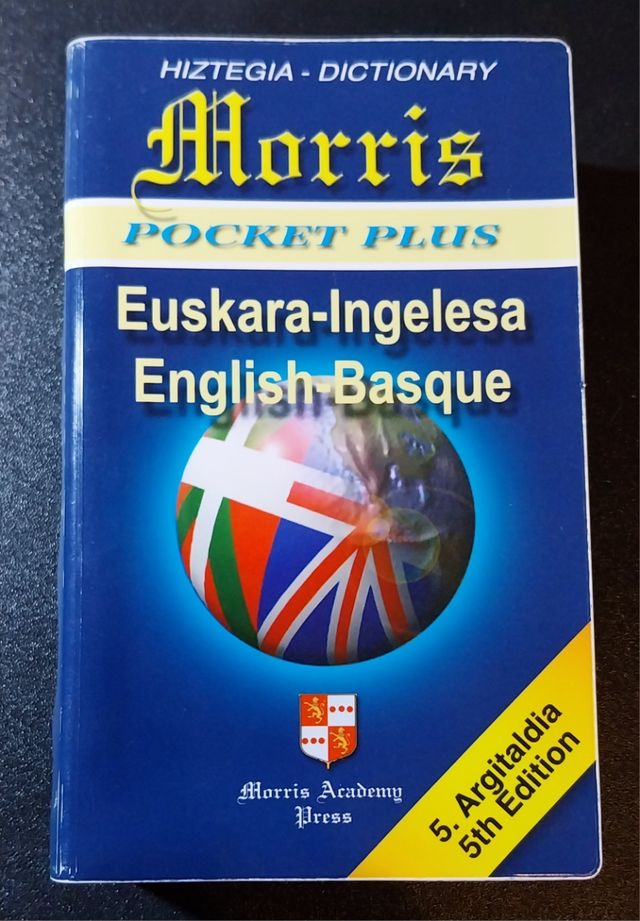 HIZTEGIA - DICTIONARY
Morris
POCKET PLUS
Euskara-Ingelesa
English-Basque
Morris Academy
Press
5. Argitaldia
5th Edition